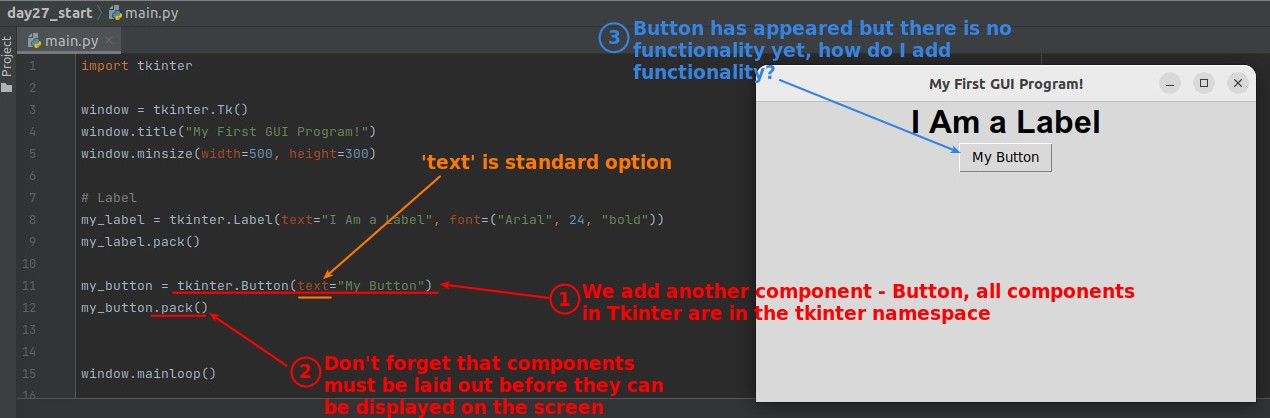 day27_start
main.py
Project
main.py
③ Button has appeared but there is no
functionality yet, how do I add
functionality?
1 import tkinter
2
3 window = tkinter.Tk()
4 window.title("My First GUI Program!")
5 window.minsize(width=500, height=300)
6
'text' is standard option
7 # Label
8 my_label = tkinter.Label(text="I Am a Label", font=("Arial", 24, "bold"))
9 my_label.pack()
10
11 my_button = tkinter.Button(text="My Button")
12 my_button.pack()
13
14
15 window.mainloop()
16
① We add another component - Button, all components
in Tkinter are in the tkinter namespace
② Don't forget that components
must be laid out before they can
be displayed on the screen
My First GUI Program!
I Am a Label
My Button